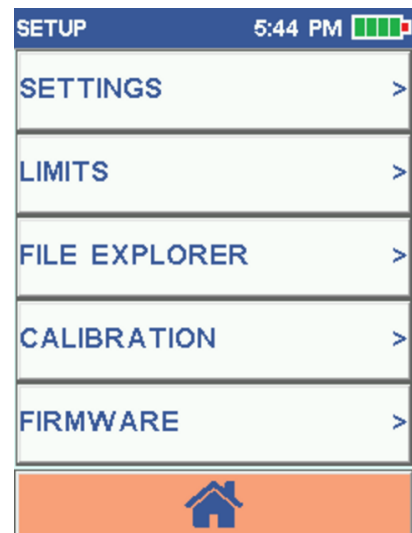 SETUP 5:44 PM
SETTINGS >
LIMITS >
FILE EXPLORER >
CALIBRATION >
FIRMWARE >